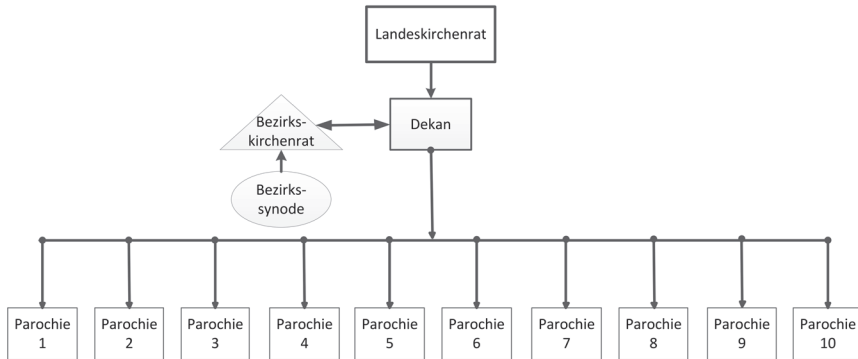 Landeskirchenrat
Bezirks-
kirchenrat
Dekan
Bezirks-
synode
Parochie
1
Parochie
2
Parochie
3
Parochie
4
Parochie
5
Parochie
6
Parochie
7
Parochie
8
Parochie
9
Parochie
10